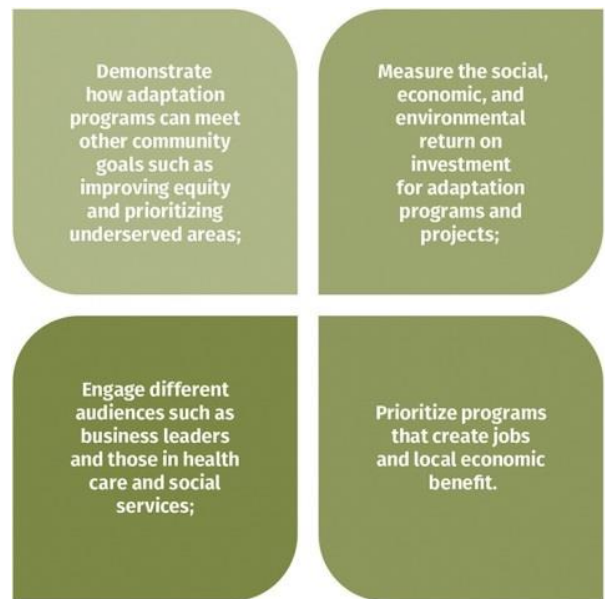 Demonstrate
how adaptation
programs can meet
other community
goals such as
improving equity
and prioritizing
underserved areas;
Measure the social,
economic, and
environmental
return on
investment
for adaptation
programs and
projects;
Engage different
audiences such as
business leaders
and those in health
care and social
services;
Prioritize programs
that create jobs
and local economic
benefit.